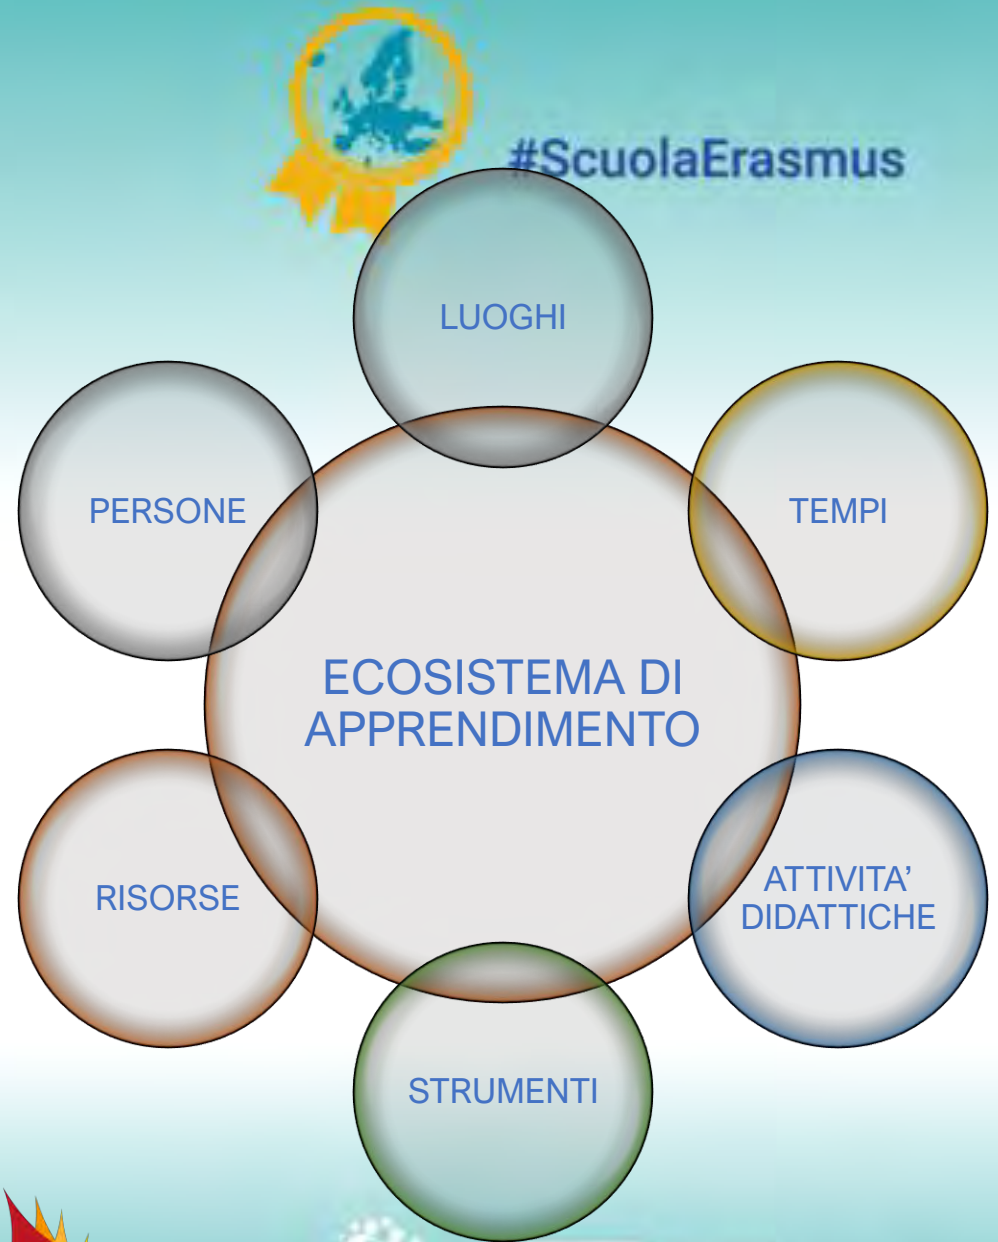 #ScuolaErasmus
LUOGHI
PERSONE
TEMPI
ECOSISTEMA DI
APPRENDIMENTO
RISORSE
ATTIVITA’
DIDATTICHE
STRUMENTI